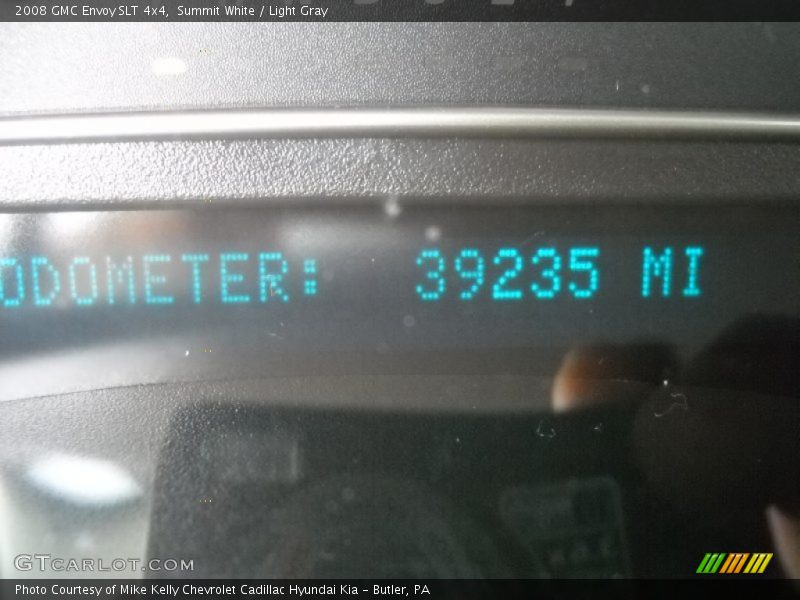 2008 GMC Envoy SLT 4x4, Summit White / Light Gray
ODOMETER: 39235 MI
GTCARLOT.COM
Photo Courtesy of Mike Kelly Chevrolet Cadillac Hyundai Kia - Butler, PA